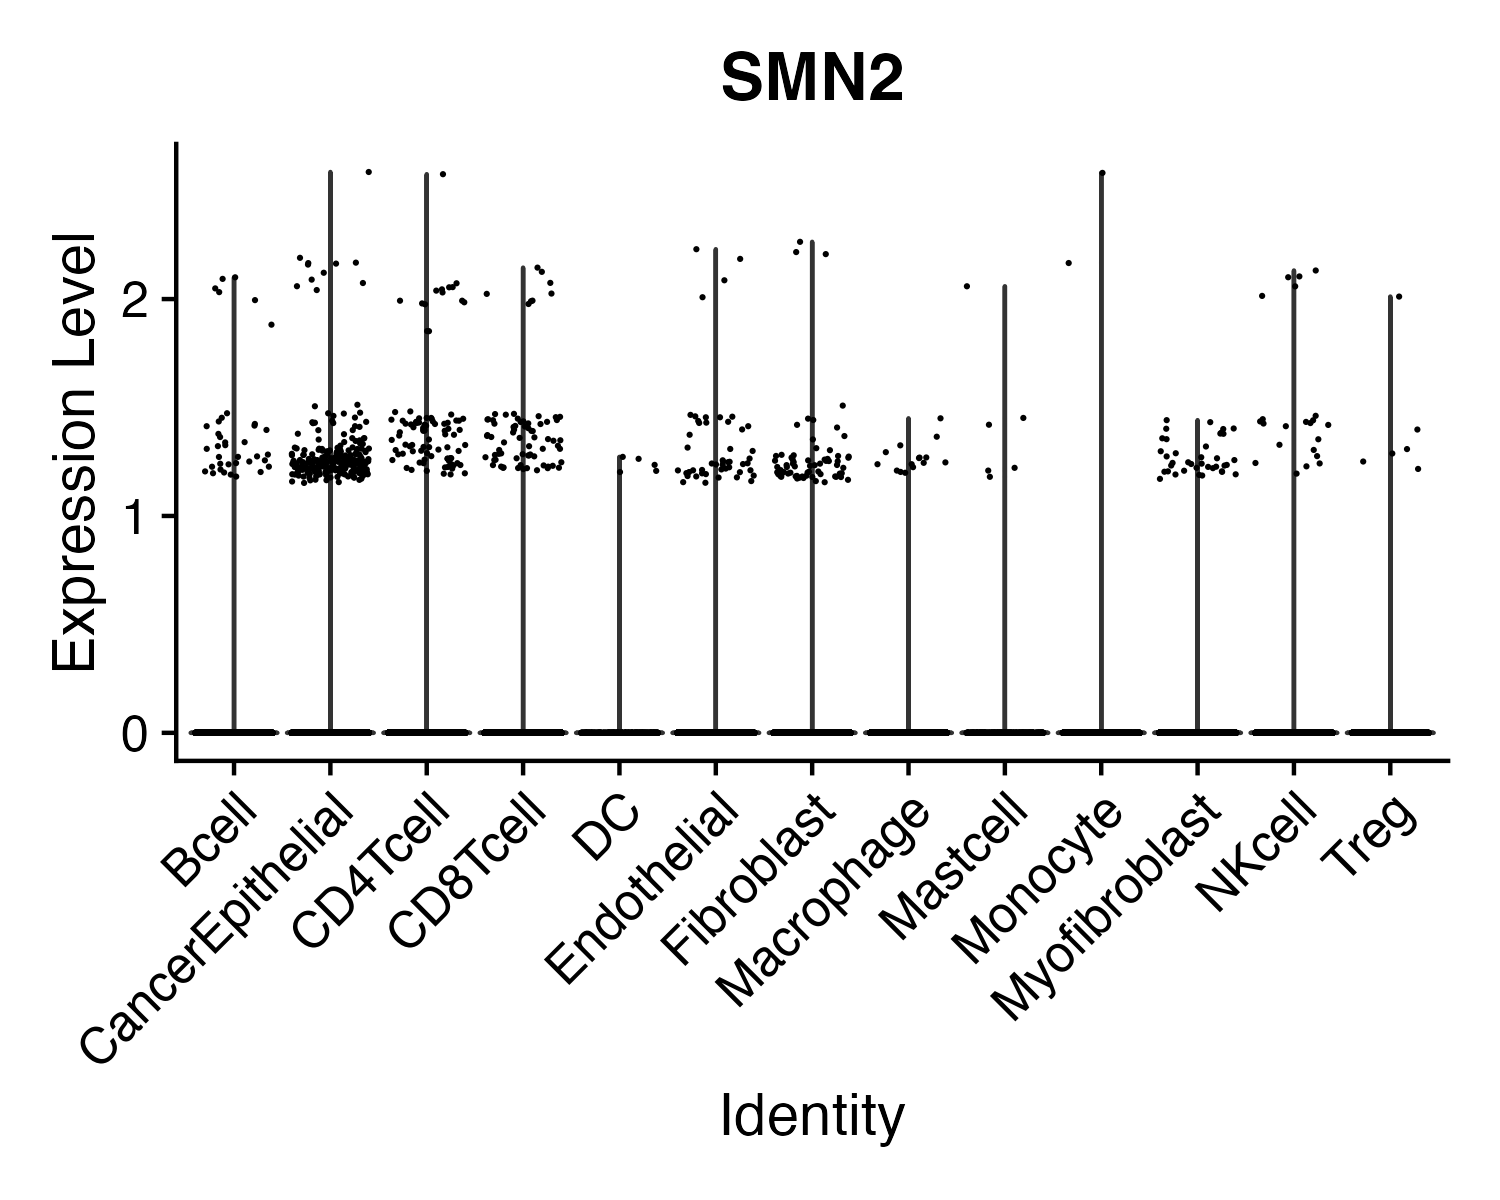 SMN2
Expression Level
2
1
0
Bcell
CancerEpithelial
CD4Tcell
CD8Tcell
DC
Endothelial
Fibroblast
Macrophage
Mastcell
Monocyte
Myofibroblast
NKcell
Treg
Identity